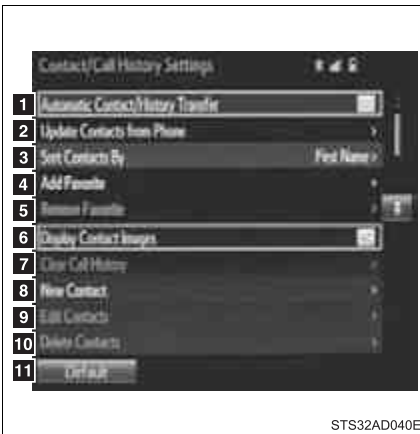 Contact/Call History Settings
1 Automatic Contact/History Transfer
2 Update Contacts from Phone
3 Sort Contacts By First Name
4 Add Favorite
5 Remove Favorite
6 Display Contact Images
7 Clear Call History
8 New Contact
9 Edit Contacts
10 Delete Contacts
11 Default
STS32AD040E